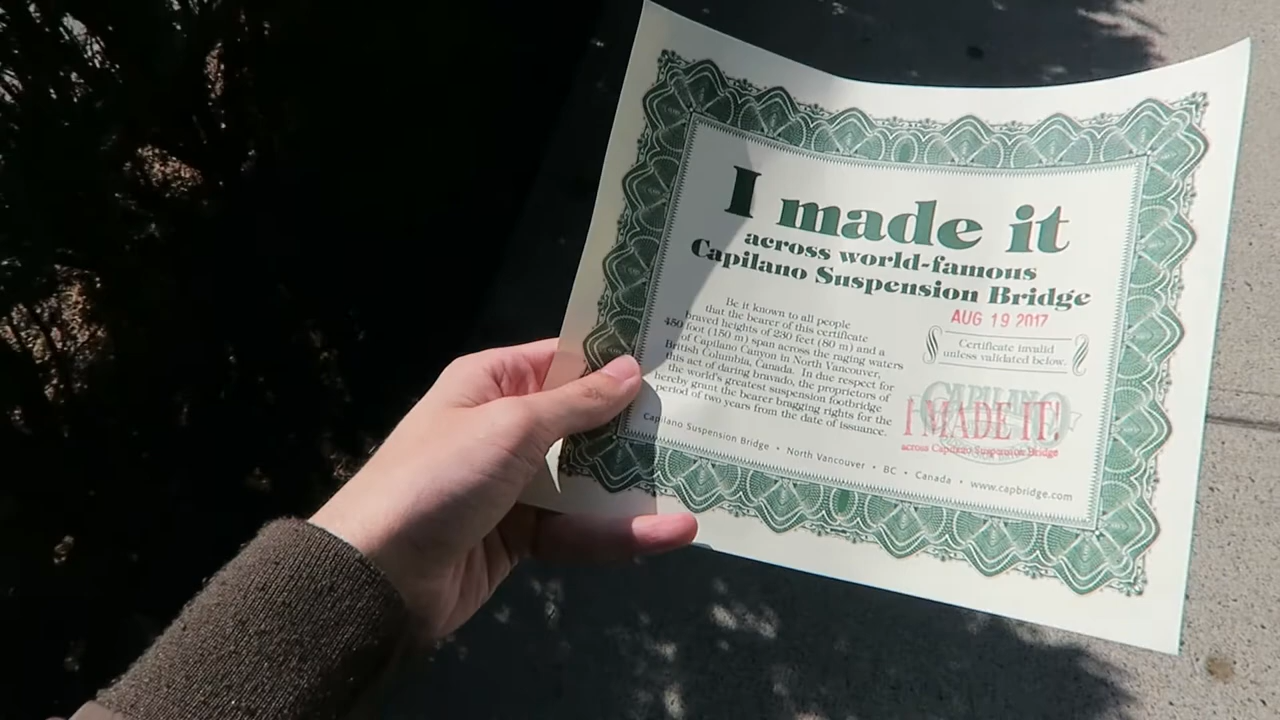 I made it
across world-famous
Capilano Suspension Bridge
AUG 19 2017
Be it known to all people
that the bearer of this certificate
braved heights of 230 feet (80 m) and a
450 foot (150 m) span across the raging waters
of Capilano Canyon in North Vancouver,
British Columbia, Canada. In due respect for
this act of daring bravado, the proprietors of
the world's greatest suspension footbridge
hereby grant the bearer bragging rights for the
period of two years from the date of issuance.
Certificate invalid
unless validated below.
CAPILANO
I MADE IT!
across Capilano Suspension Bridge
Capilano Suspension Bridge • North Vancouver • BC • Canada • www.capbridge.com